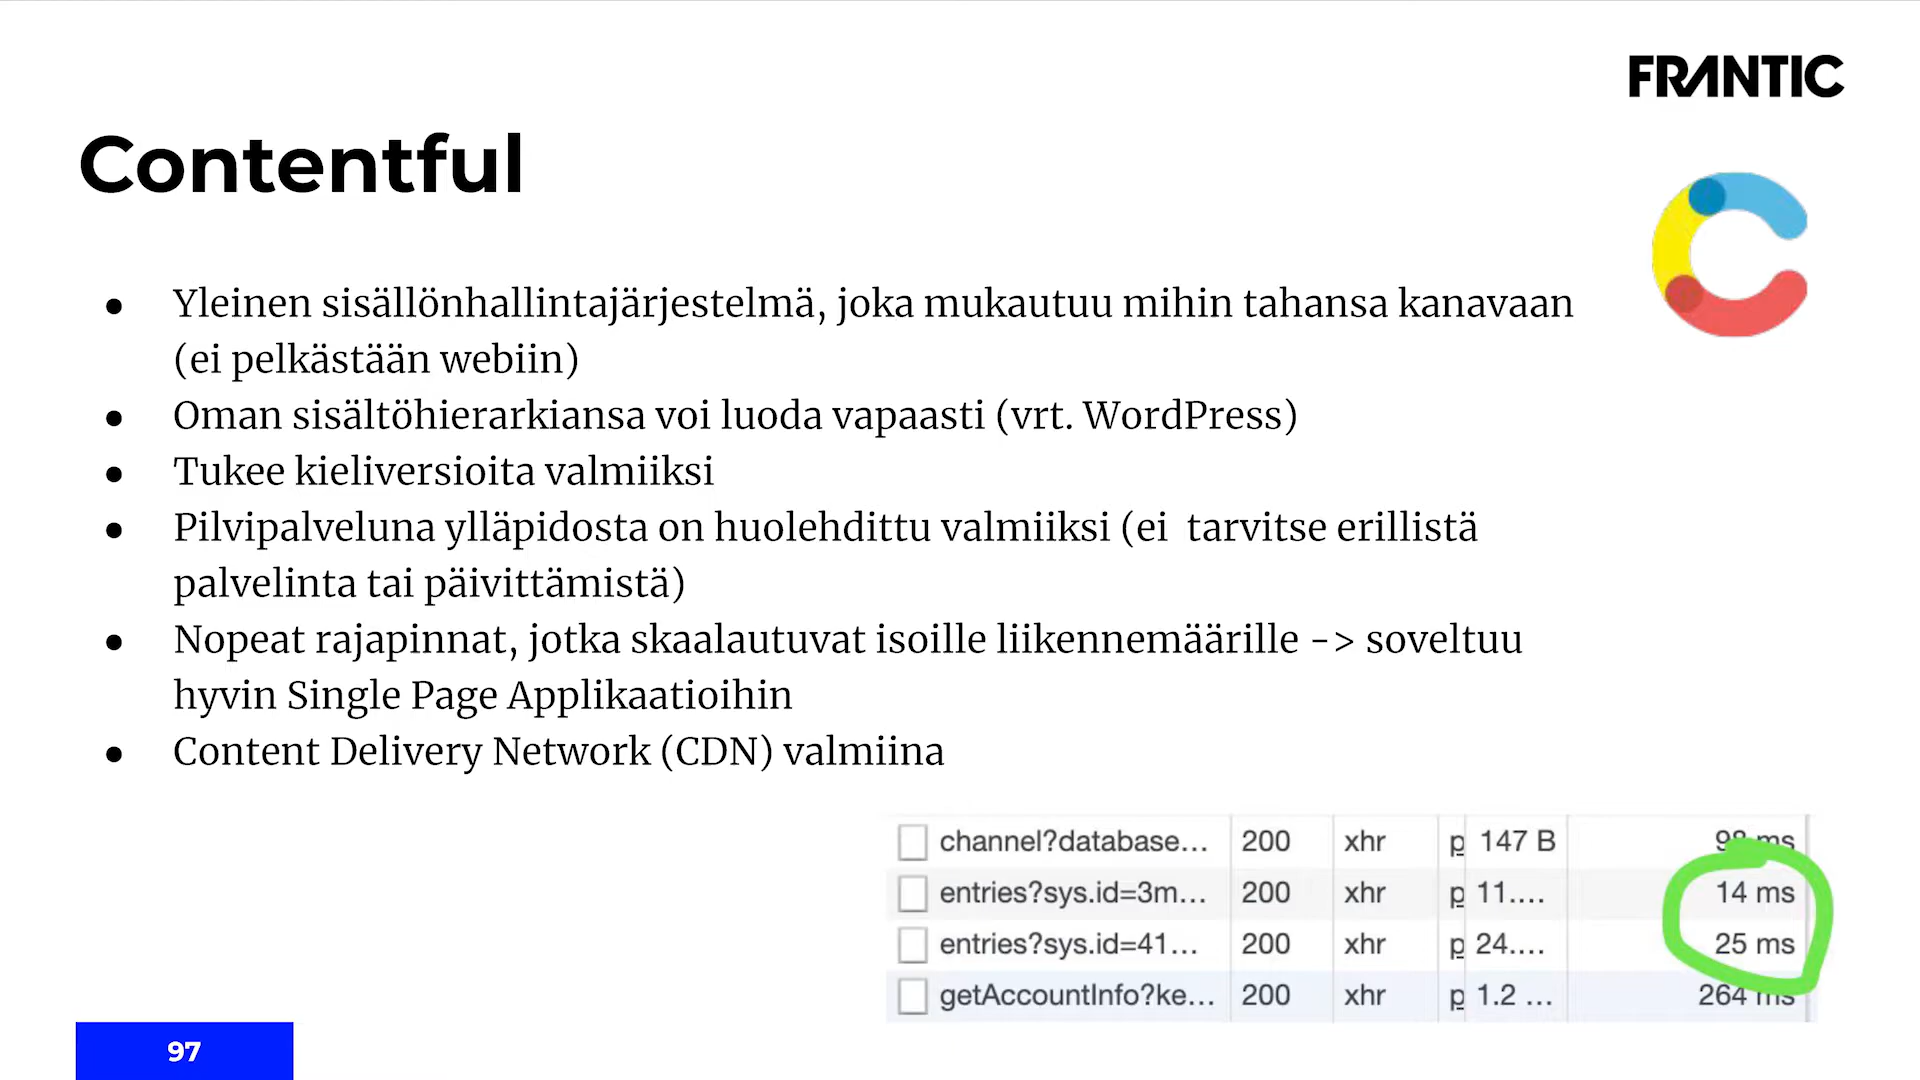 FRANTIC
Contentful
● Yleinen sisällönhallintajärjestelmä, joka mukautuu mihin tahansa kanavaan
(ei pelkästään webiin)
● Oman sisältöhierarkiansa voi luoda vapaasti (vrt. WordPress)
● Tukee kieliversioita valmiiksi
● Pilvipalveluna ylläpidosta on huolehdittu valmiiksi (ei tarvitse erillistä
palvelinta tai päivittämistä)
● Nopeat rajapinnat, jotka skaalautuvat isoille liikennemäärille -> soveltuu
hyvin Single Page Applikaatioihin
● Content Delivery Network (CDN) valmiina
channel?database... 200 xhr p 147 B 98 ms
entries?sys.id=3m... 200 xhr p 11.... 14 ms
entries?sys.id=41... 200 xhr p 24.... 25 ms
getAccountInfo?ke... 200 xhr p 1.2 ... 264 ms
97